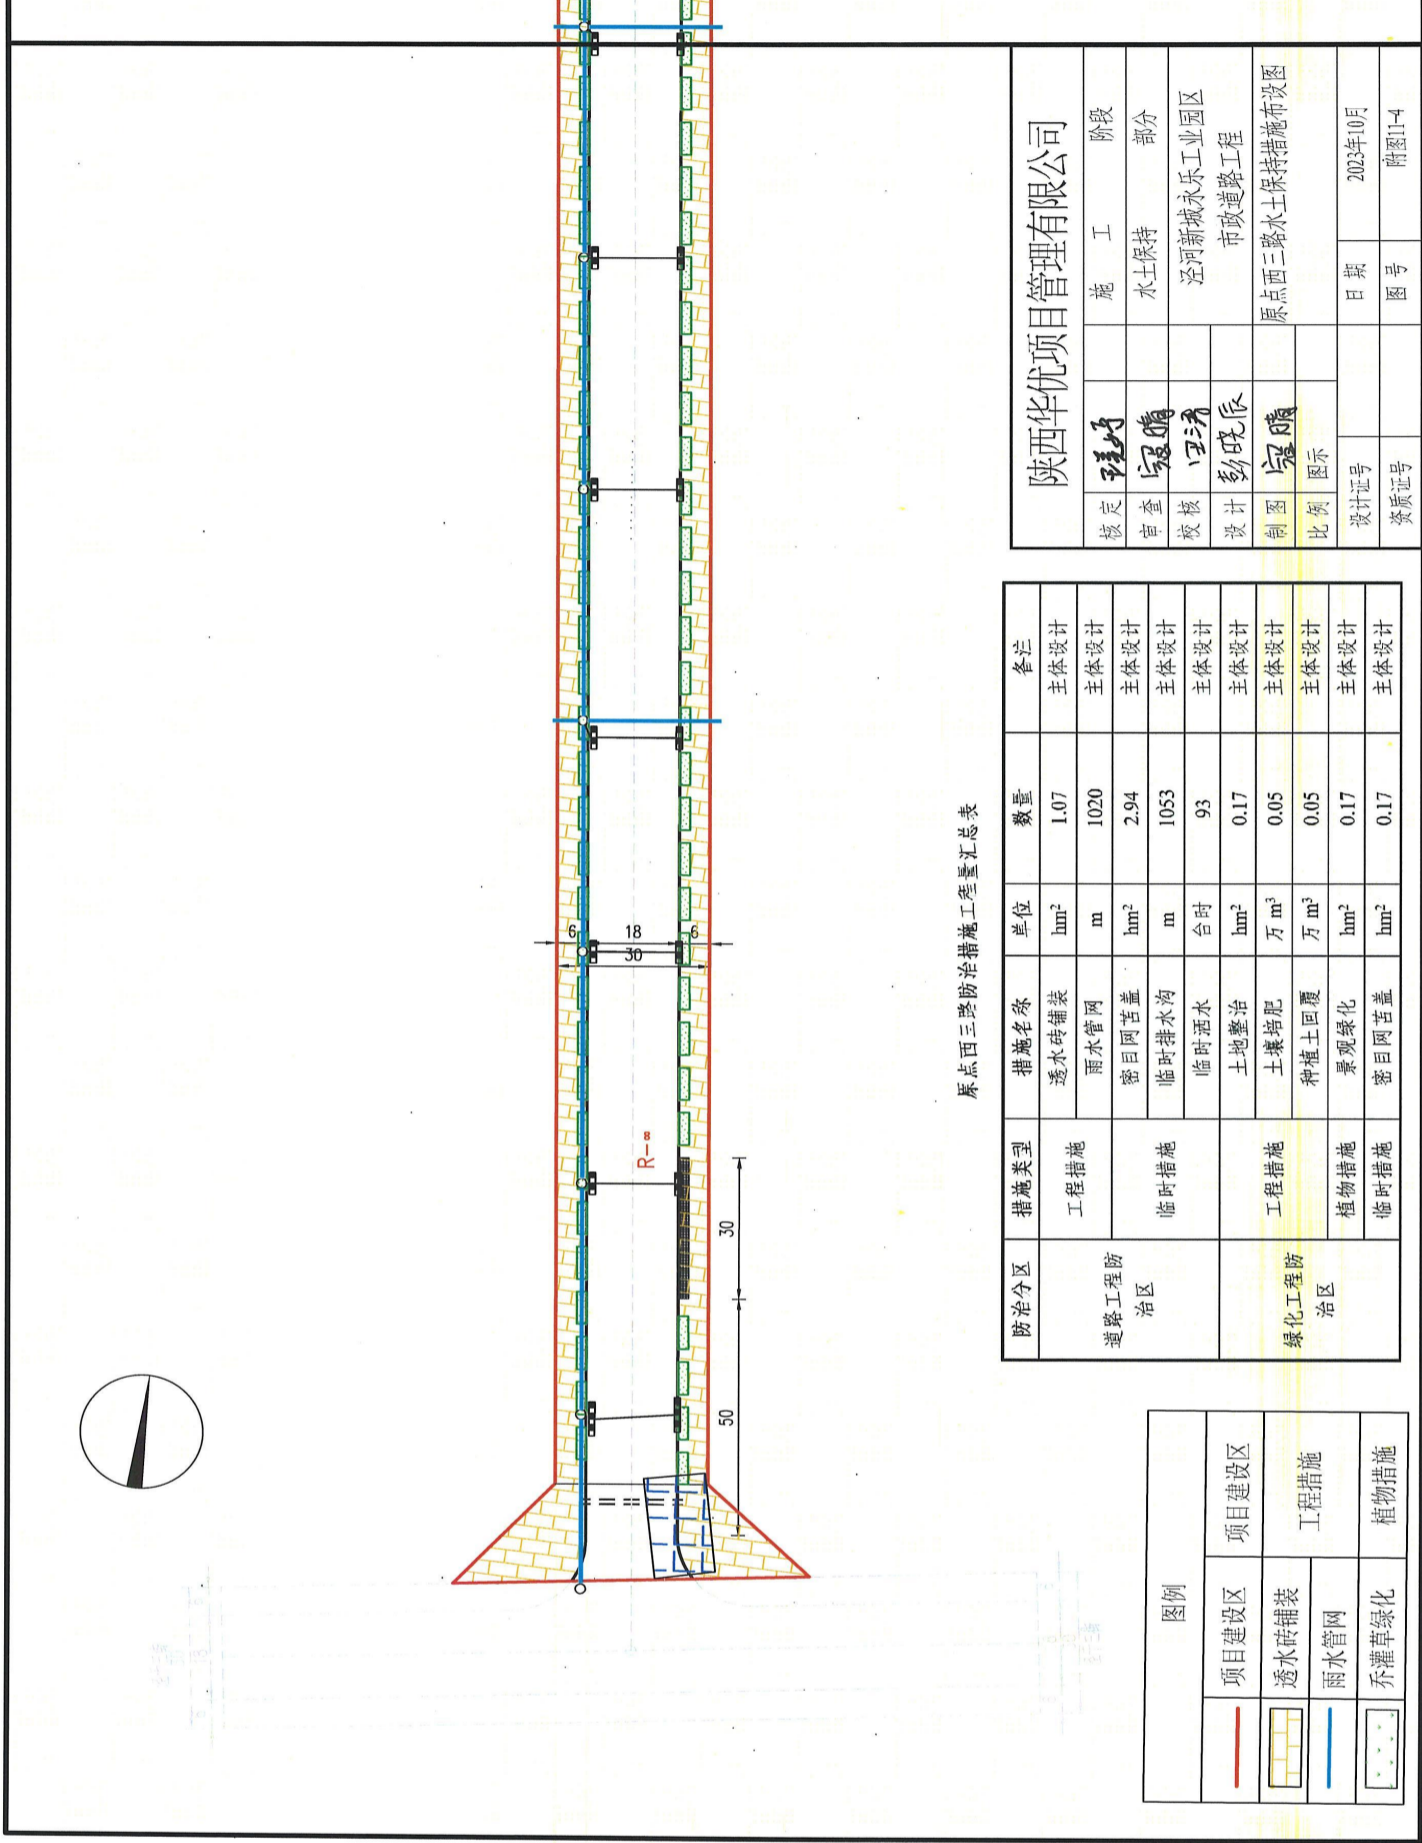 6
18
6
30
R-∞
30
50
原点西三路防治措施工程量汇总表
防治分区 措施类型 措施名称 单位 数量 备注
道路工程防治区 工程措施 透水砖铺装 hm² 1.07 主体设计
雨水管网 m 1020 主体设计
临时措施 密目网苫盖 hm² 2.94 主体设计
临时排水沟 m 1053 主体设计
临时洒水 台时 93 主体设计
绿化工程防治区 工程措施 土地整治 hm² 0.17 主体设计
土壤培肥 万 m³ 0.05 主体设计
种植土回覆 万 m³ 0.05 主体设计
植物措施 景观绿化 hm² 0.17 主体设计
临时措施 密目网苫盖 hm² 0.17 主体设计
图例
项目建设区 项目建设区
透水砖铺装 工程措施
雨水管网
乔灌草绿化 植物措施
陕西华优项目管理有限公司
核定 施 工 阶段
审查 寇晴 水土保持 部分
校核 泾河新城永乐工业园区
设计 彭晓辰 市政道路工程
制图 寇晴 原点西三路水土保持措施布设图
比例 图示
设计证号 日期 2023年10月
资质证号 图号 附图11-4